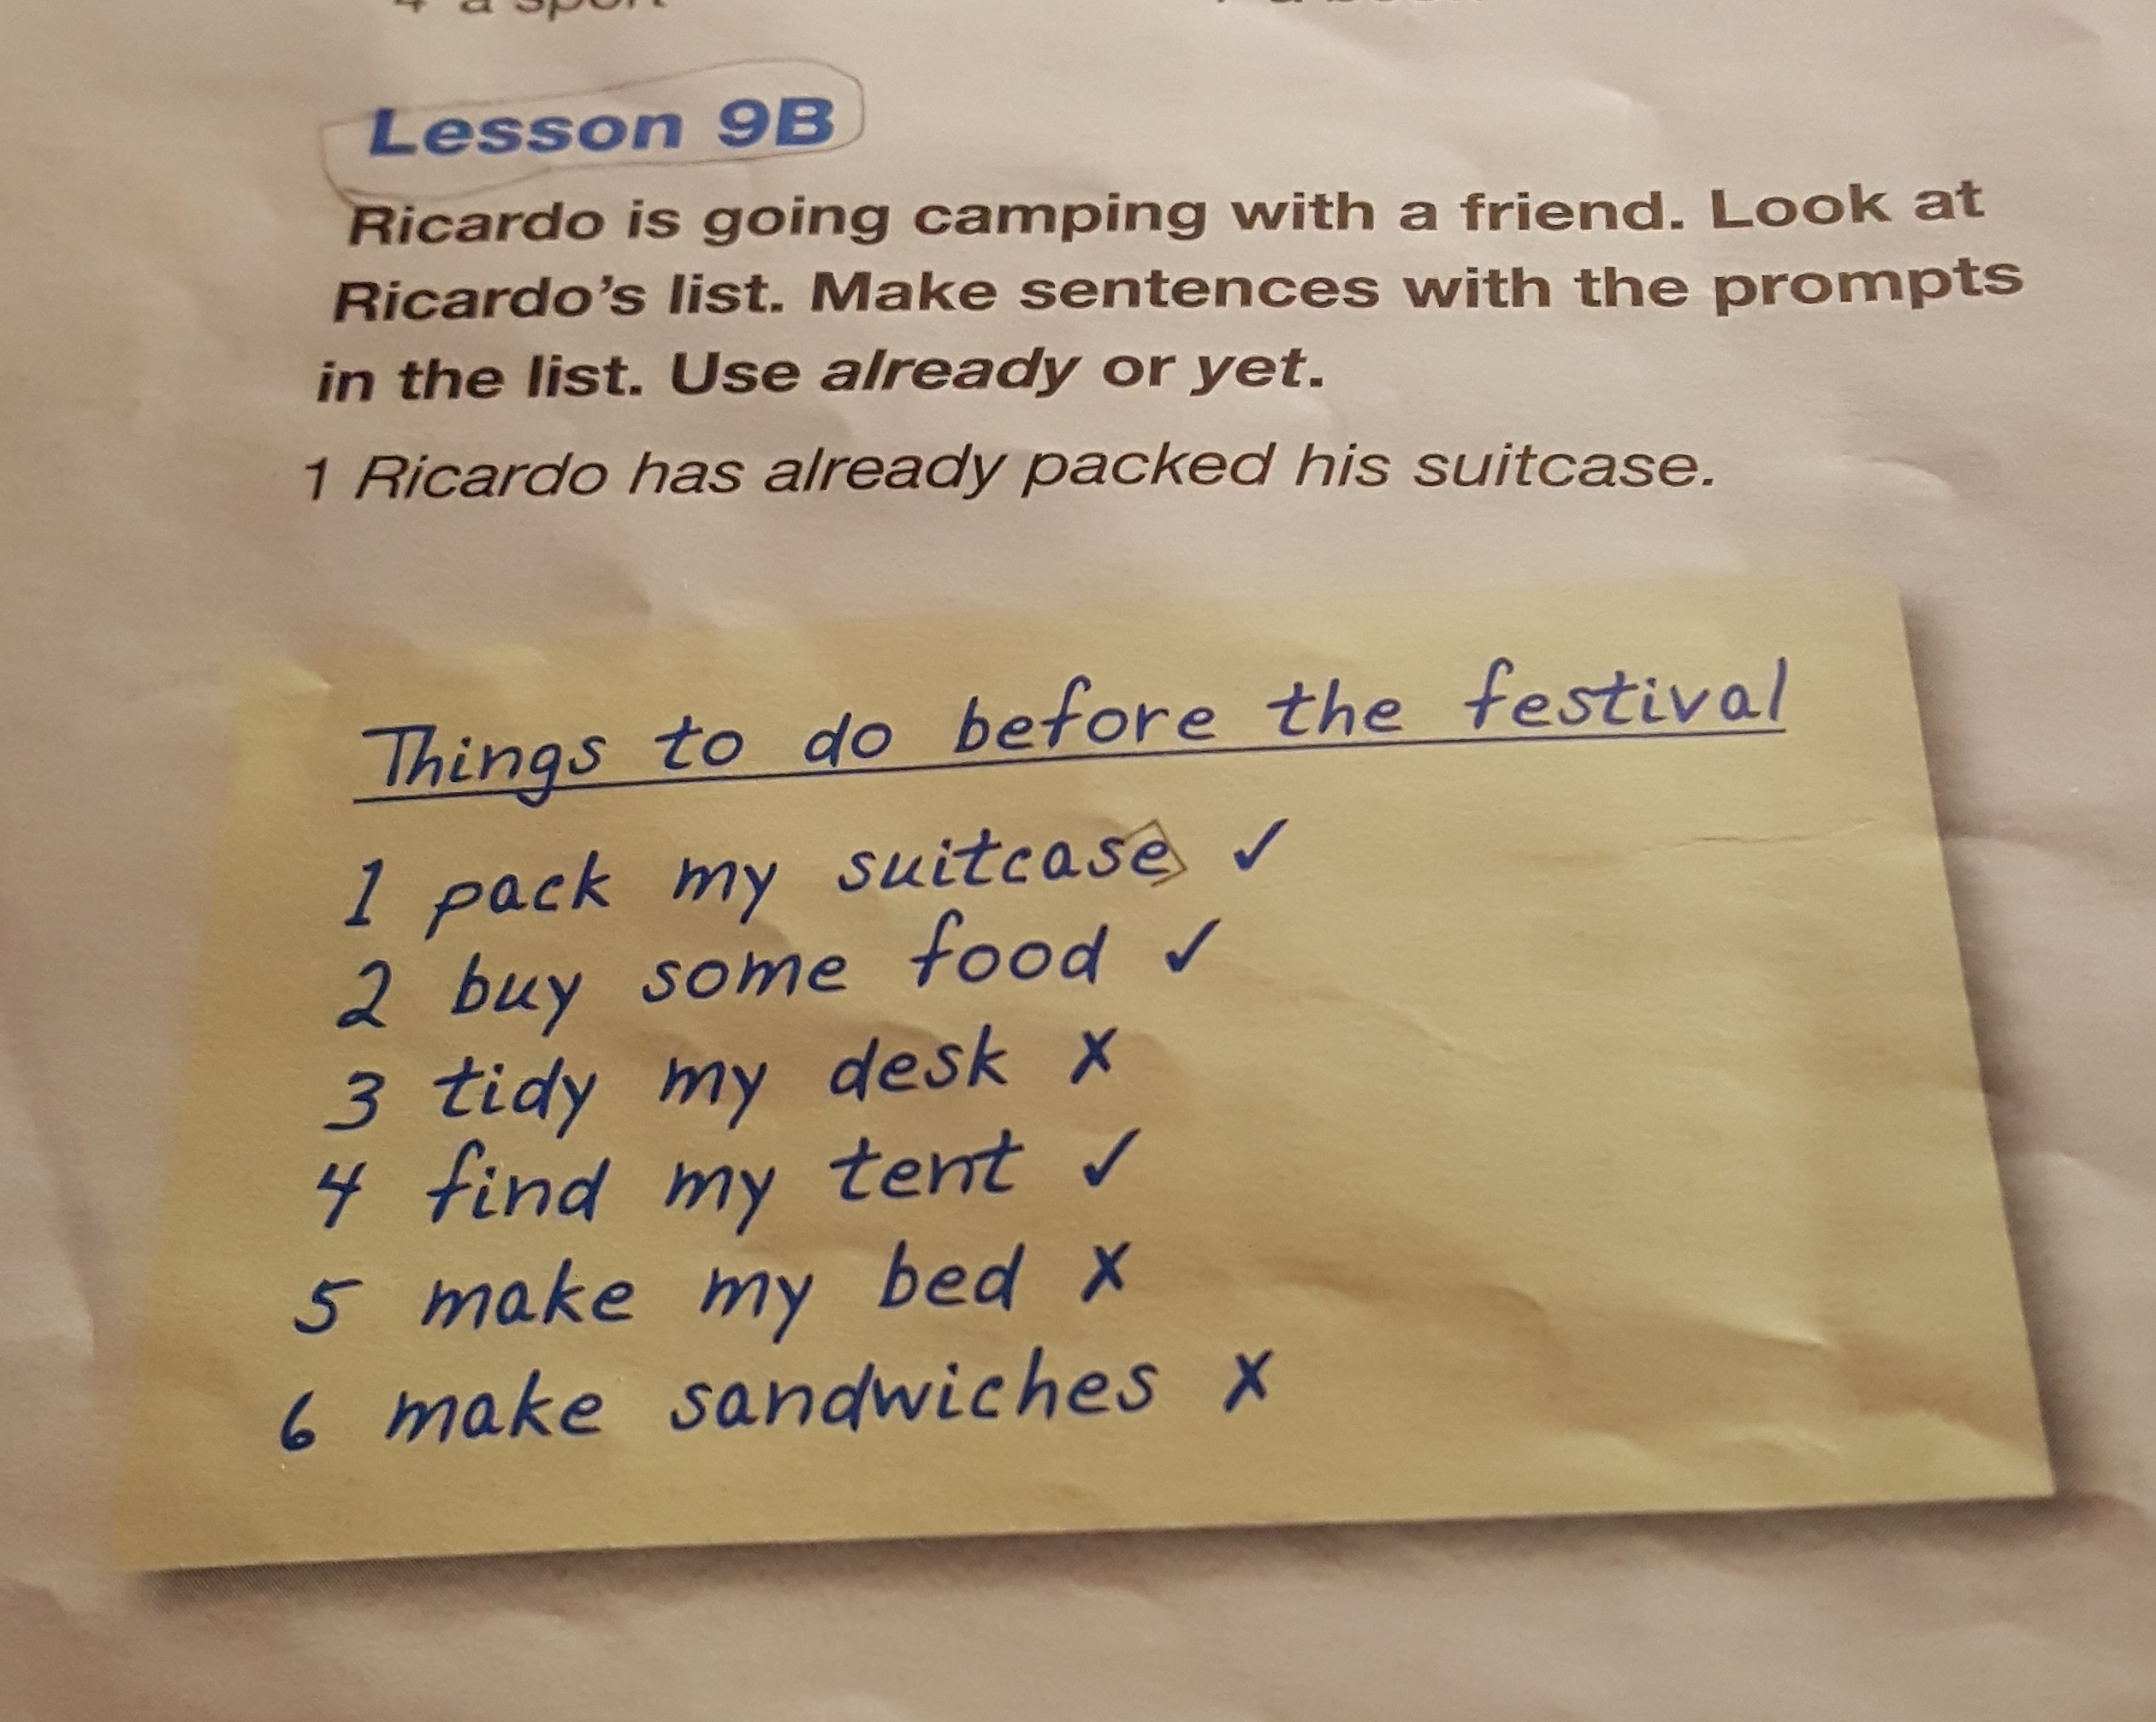 4 a sport
Lesson 9B
Ricardo is going camping with a friend. Look at
Ricardo's list. Make sentences with the prompts
in the list. Use already or yet.
1 Ricardo has already packed his suitcase.
Things to do before the festival
1 pack my suitcase ✓
2 buy some food ✓
3 tidy my desk ✗
4 find my tent ✓
5 make my bed ✗
6 make sandwiches ✗